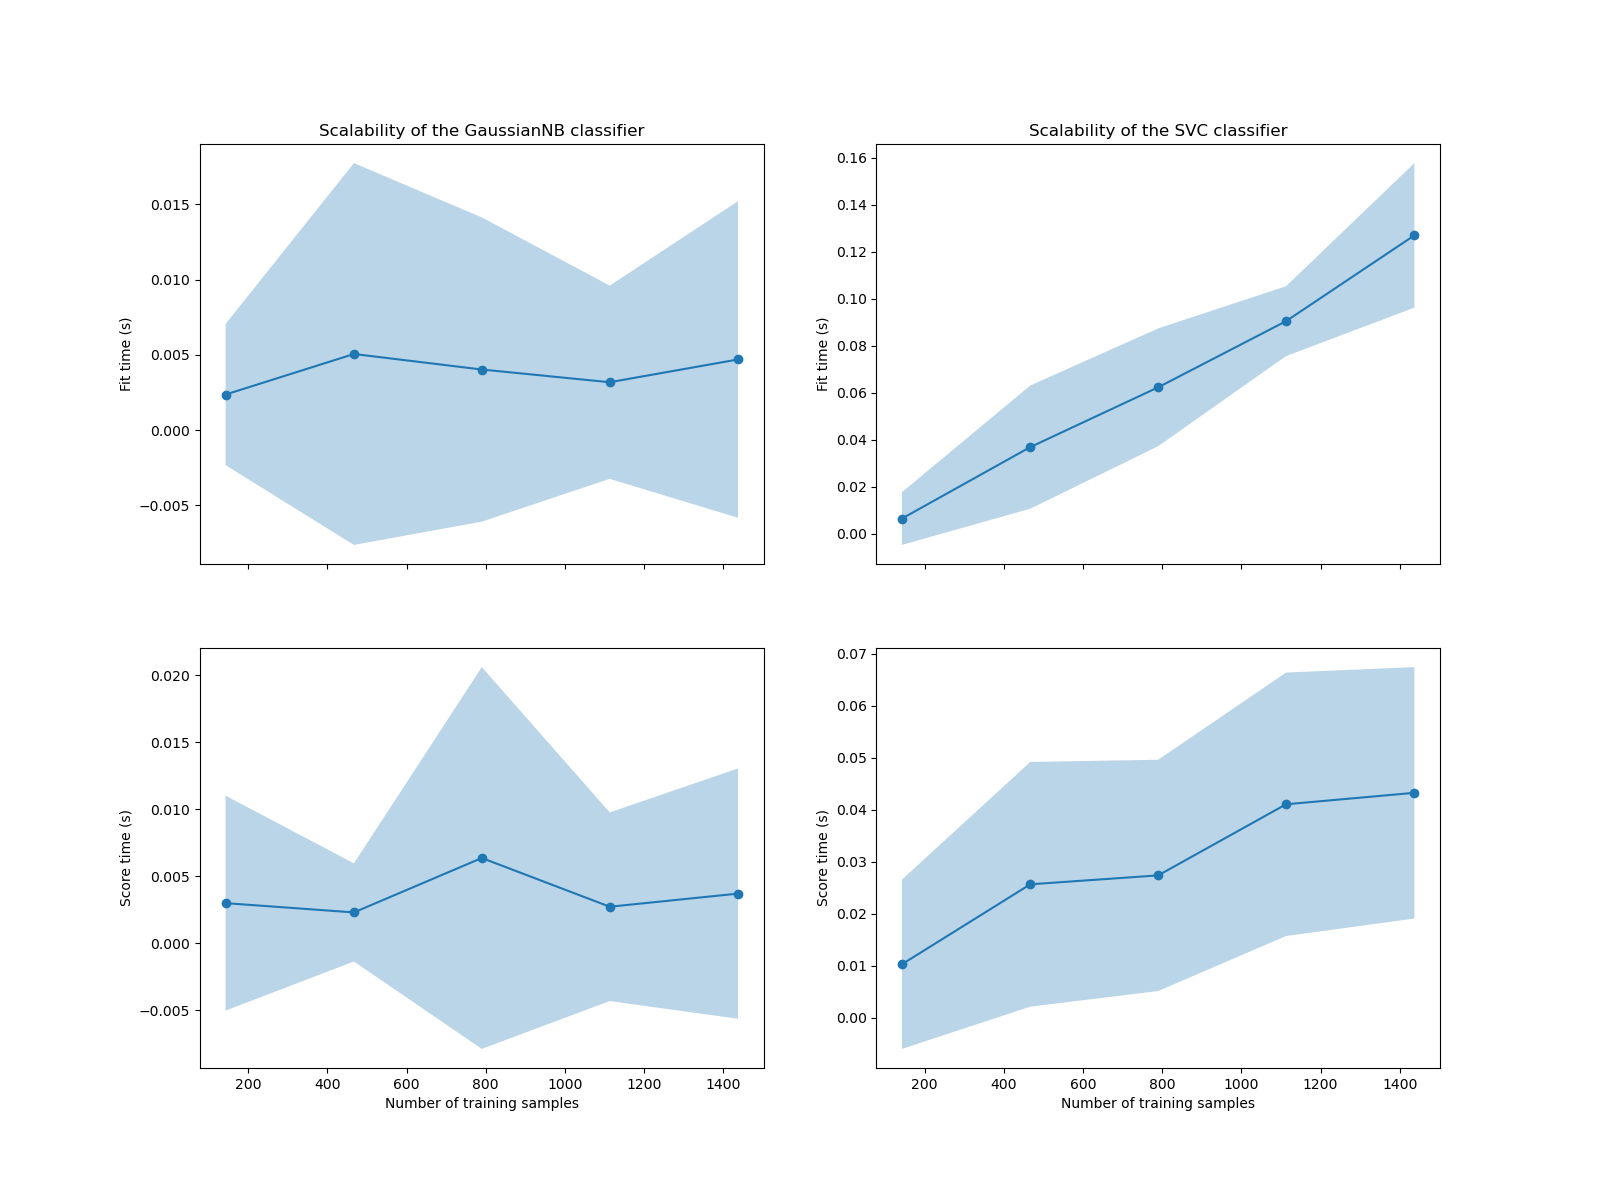 Scalability of the GaussianNB classifier
0.015
0.010
0.005
0.000
−0.005
Fit time (s)
Scalability of the SVC classifier
0.16
0.14
0.12
0.10
0.08
0.06
0.04
0.02
0.00
Fit time (s)
0.020
0.015
0.010
0.005
0.000
−0.005
Score time (s)
200 400 600 800 1000 1200 1400
Number of training samples
0.07
0.06
0.05
0.04
0.03
0.02
0.01
0.00
Score time (s)
200 400 600 800 1000 1200 1400
Number of training samples